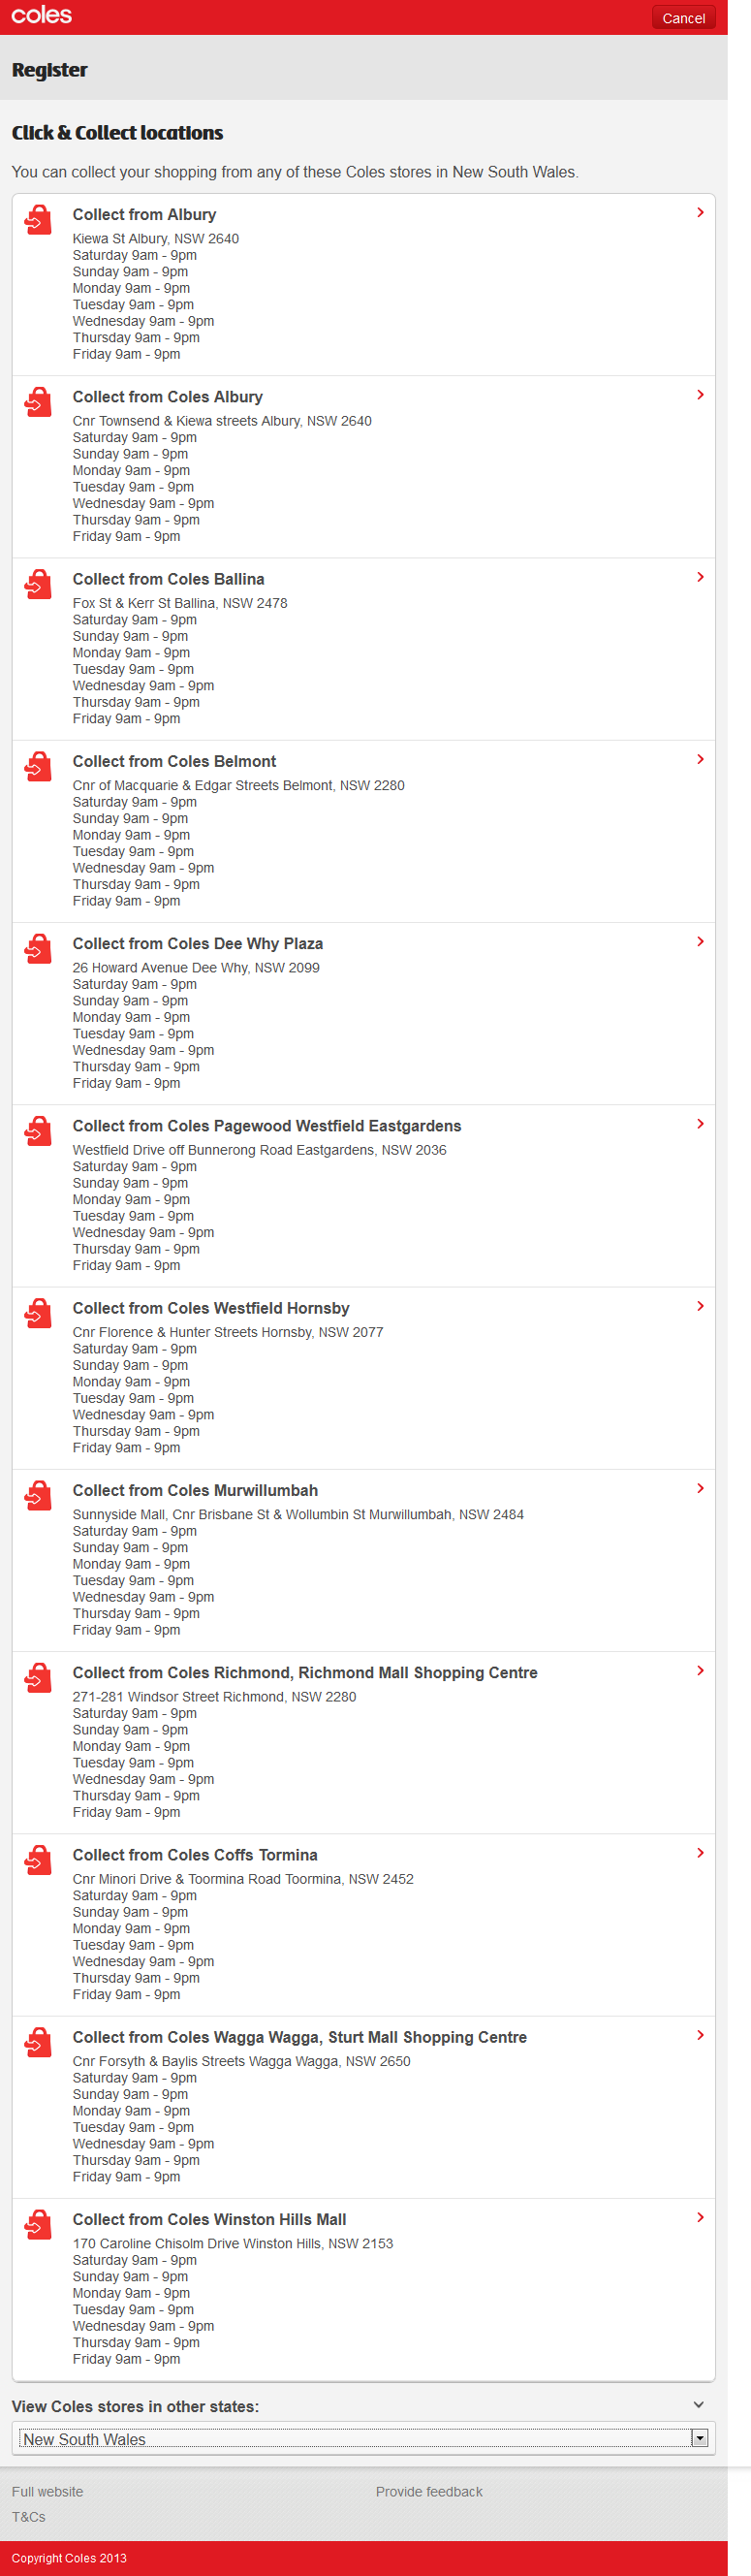 coles
Cancel
Register
Click & Collect locations
You can collect your shopping from any of these Coles stores in New South Wales.
Collect from Albury
Kiewa St Albury, NSW 2640
Saturday 9am - 9pm
Sunday 9am - 9pm
Monday 9am - 9pm
Tuesday 9am - 9pm
Wednesday 9am - 9pm
Thursday 9am - 9pm
Friday 9am - 9pm
Collect from Coles Albury
Cnr Townsend & Kiewa streets Albury, NSW 2640
Saturday 9am - 9pm
Sunday 9am - 9pm
Monday 9am - 9pm
Tuesday 9am - 9pm
Wednesday 9am - 9pm
Thursday 9am - 9pm
Friday 9am - 9pm
Collect from Coles Ballina
Fox St & Kerr St Ballina, NSW 2478
Saturday 9am - 9pm
Sunday 9am - 9pm
Monday 9am - 9pm
Tuesday 9am - 9pm
Wednesday 9am - 9pm
Thursday 9am - 9pm
Friday 9am - 9pm
Collect from Coles Belmont
Cnr of Macquarie & Edgar Streets Belmont, NSW 2280
Saturday 9am - 9pm
Sunday 9am - 9pm
Monday 9am - 9pm
Tuesday 9am - 9pm
Wednesday 9am - 9pm
Thursday 9am - 9pm
Friday 9am - 9pm
Collect from Coles Dee Why Plaza
26 Howard Avenue Dee Why, NSW 2099
Saturday 9am - 9pm
Sunday 9am - 9pm
Monday 9am - 9pm
Tuesday 9am - 9pm
Wednesday 9am - 9pm
Thursday 9am - 9pm
Friday 9am - 9pm
Collect from Coles Pagewood Westfield Eastgardens
Westfield Drive off Bunnerong Road Eastgardens, NSW 2036
Saturday 9am - 9pm
Sunday 9am - 9pm
Monday 9am - 9pm
Tuesday 9am - 9pm
Wednesday 9am - 9pm
Thursday 9am - 9pm
Friday 9am - 9pm
Collect from Coles Westfield Hornsby
Cnr Florence & Hunter Streets Hornsby, NSW 2077
Saturday 9am - 9pm
Sunday 9am - 9pm
Monday 9am - 9pm
Tuesday 9am - 9pm
Wednesday 9am - 9pm
Thursday 9am - 9pm
Friday 9am - 9pm
Collect from Coles Murwillumbah
Sunnyside Mall, Cnr Brisbane St & Wollumbin St Murwillumbah, NSW 2484
Saturday 9am - 9pm
Sunday 9am - 9pm
Monday 9am - 9pm
Tuesday 9am - 9pm
Wednesday 9am - 9pm
Thursday 9am - 9pm
Friday 9am - 9pm
Collect from Coles Richmond, Richmond Mall Shopping Centre
271-281 Windsor Street Richmond, NSW 2280
Saturday 9am - 9pm
Sunday 9am - 9pm
Monday 9am - 9pm
Tuesday 9am - 9pm
Wednesday 9am - 9pm
Thursday 9am - 9pm
Friday 9am - 9pm
Collect from Coles Coffs Tormina
Cnr Minori Drive & Toormina Road Toormina, NSW 2452
Saturday 9am - 9pm
Sunday 9am - 9pm
Monday 9am - 9pm
Tuesday 9am - 9pm
Wednesday 9am - 9pm
Thursday 9am - 9pm
Friday 9am - 9pm
Collect from Coles Wagga Wagga, Sturt Mall Shopping Centre
Cnr Forsyth & Baylis Streets Wagga Wagga, NSW 2650
Saturday 9am - 9pm
Sunday 9am - 9pm
Monday 9am - 9pm
Tuesday 9am - 9pm
Wednesday 9am - 9pm
Thursday 9am - 9pm
Friday 9am - 9pm
Collect from Coles Winston Hills Mall
170 Caroline Chisolm Drive Winston Hills, NSW 2153
Saturday 9am - 9pm
Sunday 9am - 9pm
Monday 9am - 9pm
Tuesday 9am - 9pm
Wednesday 9am - 9pm
Thursday 9am - 9pm
Friday 9am - 9pm
View Coles stores in other states:
New South Wales
Full website
Provide feedback
T&Cs
Copyright Coles 2013